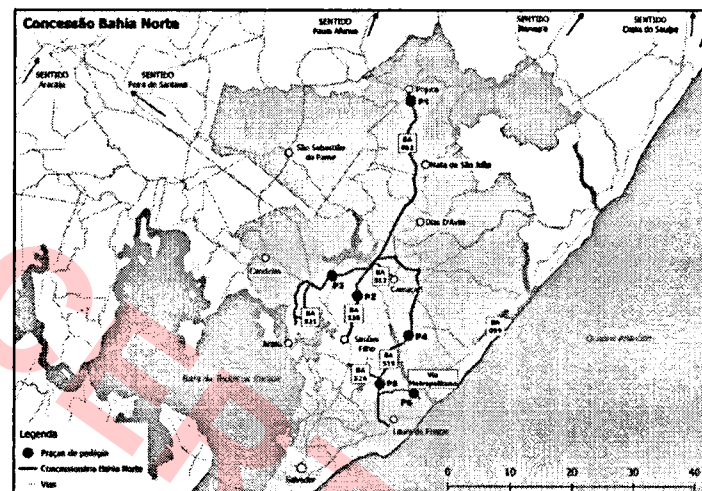 Concessão Bahia Norte
SENTIDO
Paulo Afonso
SENTIDO
SENTIDO
Costa do Sauípe
SENTIDO
Aracaju
SENTIDO
Feira de Santana
Pojuca
P1
BA
093
São Sebastião
do Passé
Mata de São João
Dias D'Ávila
Candeias
P3
BA
512
Camaçari
P2
BA
521
BA
530
P4
BA
099
Simões
Filho
BA
535
Oceano Atlântico
Baía de Todos os Santos
BA
526
P5
Via
Metropolitana
P6
Lauro de Freitas
Legenda
Praças de pedágio
Concessionária Bahia Norte
Vias
Salvador
0 10 20 30 40